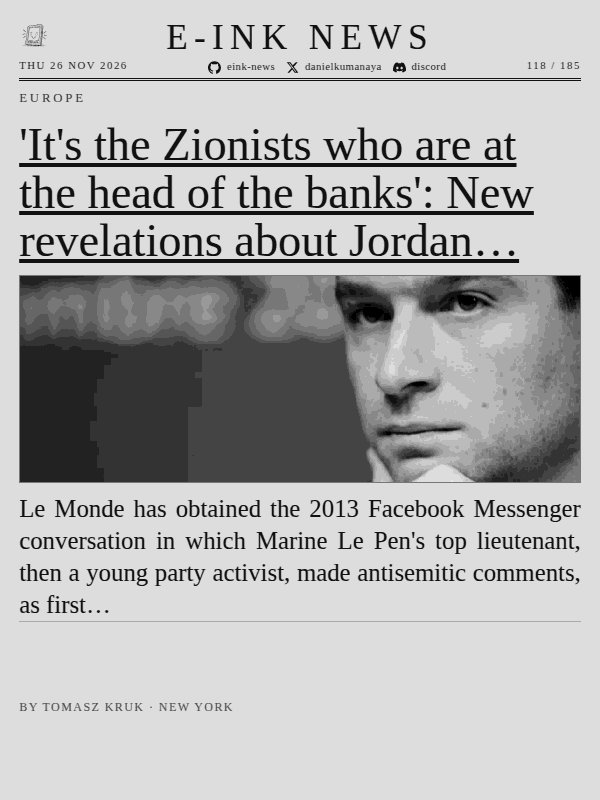 E-INK NEWS
THU 26 NOV 2026
eink-news danielkumanaya discord
118 / 185
EUROPE
'It's the Zionists who are at
the head of the banks': New
revelations about Jordan…
Le Monde has obtained the 2013 Facebook Messenger
conversation in which Marine Le Pen's top lieutenant,
then a young party activist, made antisemitic comments,
as first…
BY TOMASZ KRUK · NEW YORK